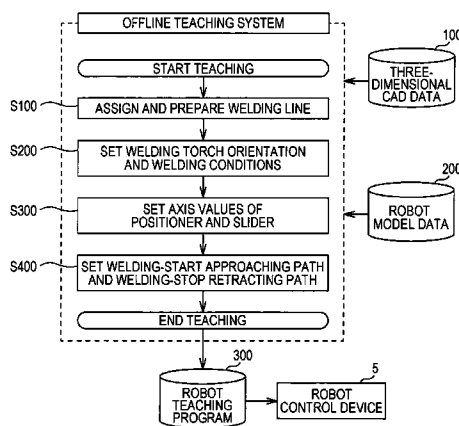 OFFLINE TEACHING SYSTEM
START TEACHING
S100
ASSIGN AND PREPARE WELDING LINE
S200
SET WELDING TORCH ORIENTATION
AND WELDING CONDITIONS
S300
SET AXIS VALUES OF
POSITIONER AND SLIDER
S400
SET WELDING-START APPROACHING PATH
AND WELDING-STOP RETRACTING PATH
END TEACHING
100
THREE-
DIMENSIONAL
CAD DATA
200
ROBOT
MODEL DATA
300
ROBOT
TEACHING
PROGRAM
5
ROBOT
CONTROL DEVICE